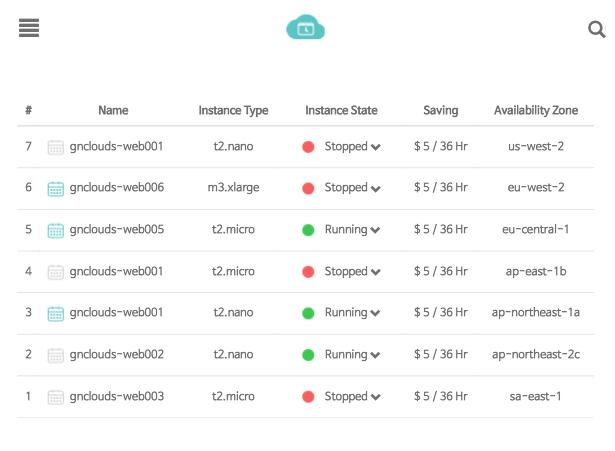 # Name Instance Type Instance State Saving Availability Zone
7 gnclouds-web001 t2.nano Stopped $ 5 / 36 Hr us-west-2
6 gnclouds-web006 m3.xlarge Stopped $ 5 / 36 Hr eu-west-2
5 gnclouds-web005 t2.micro Running $ 5 / 36 Hr eu-central-1
4 gnclouds-web001 t2.micro Stopped $ 5 / 36 Hr ap-east-1b
3 gnclouds-web001 t2.nano Running $ 5 / 36 Hr ap-northeast-1a
2 gnclouds-web002 t2.nano Running $ 5 / 36 Hr ap-northeast-2c
1 gnclouds-web003 t2.micro Stopped $ 5 / 36 Hr sa-east-1